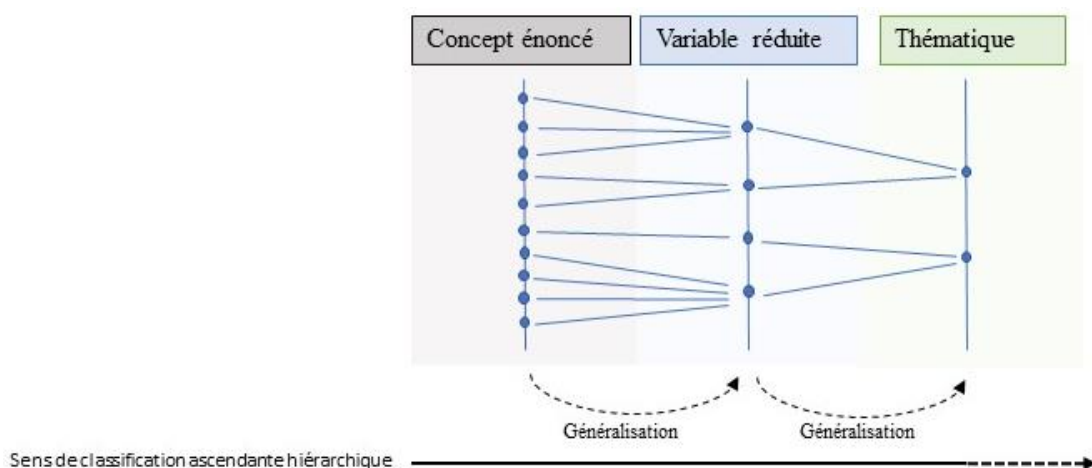 Concept énoncé
Variable réduite
Thématique
Généralisation
Généralisation
Sens de classification ascendante hiérarchique